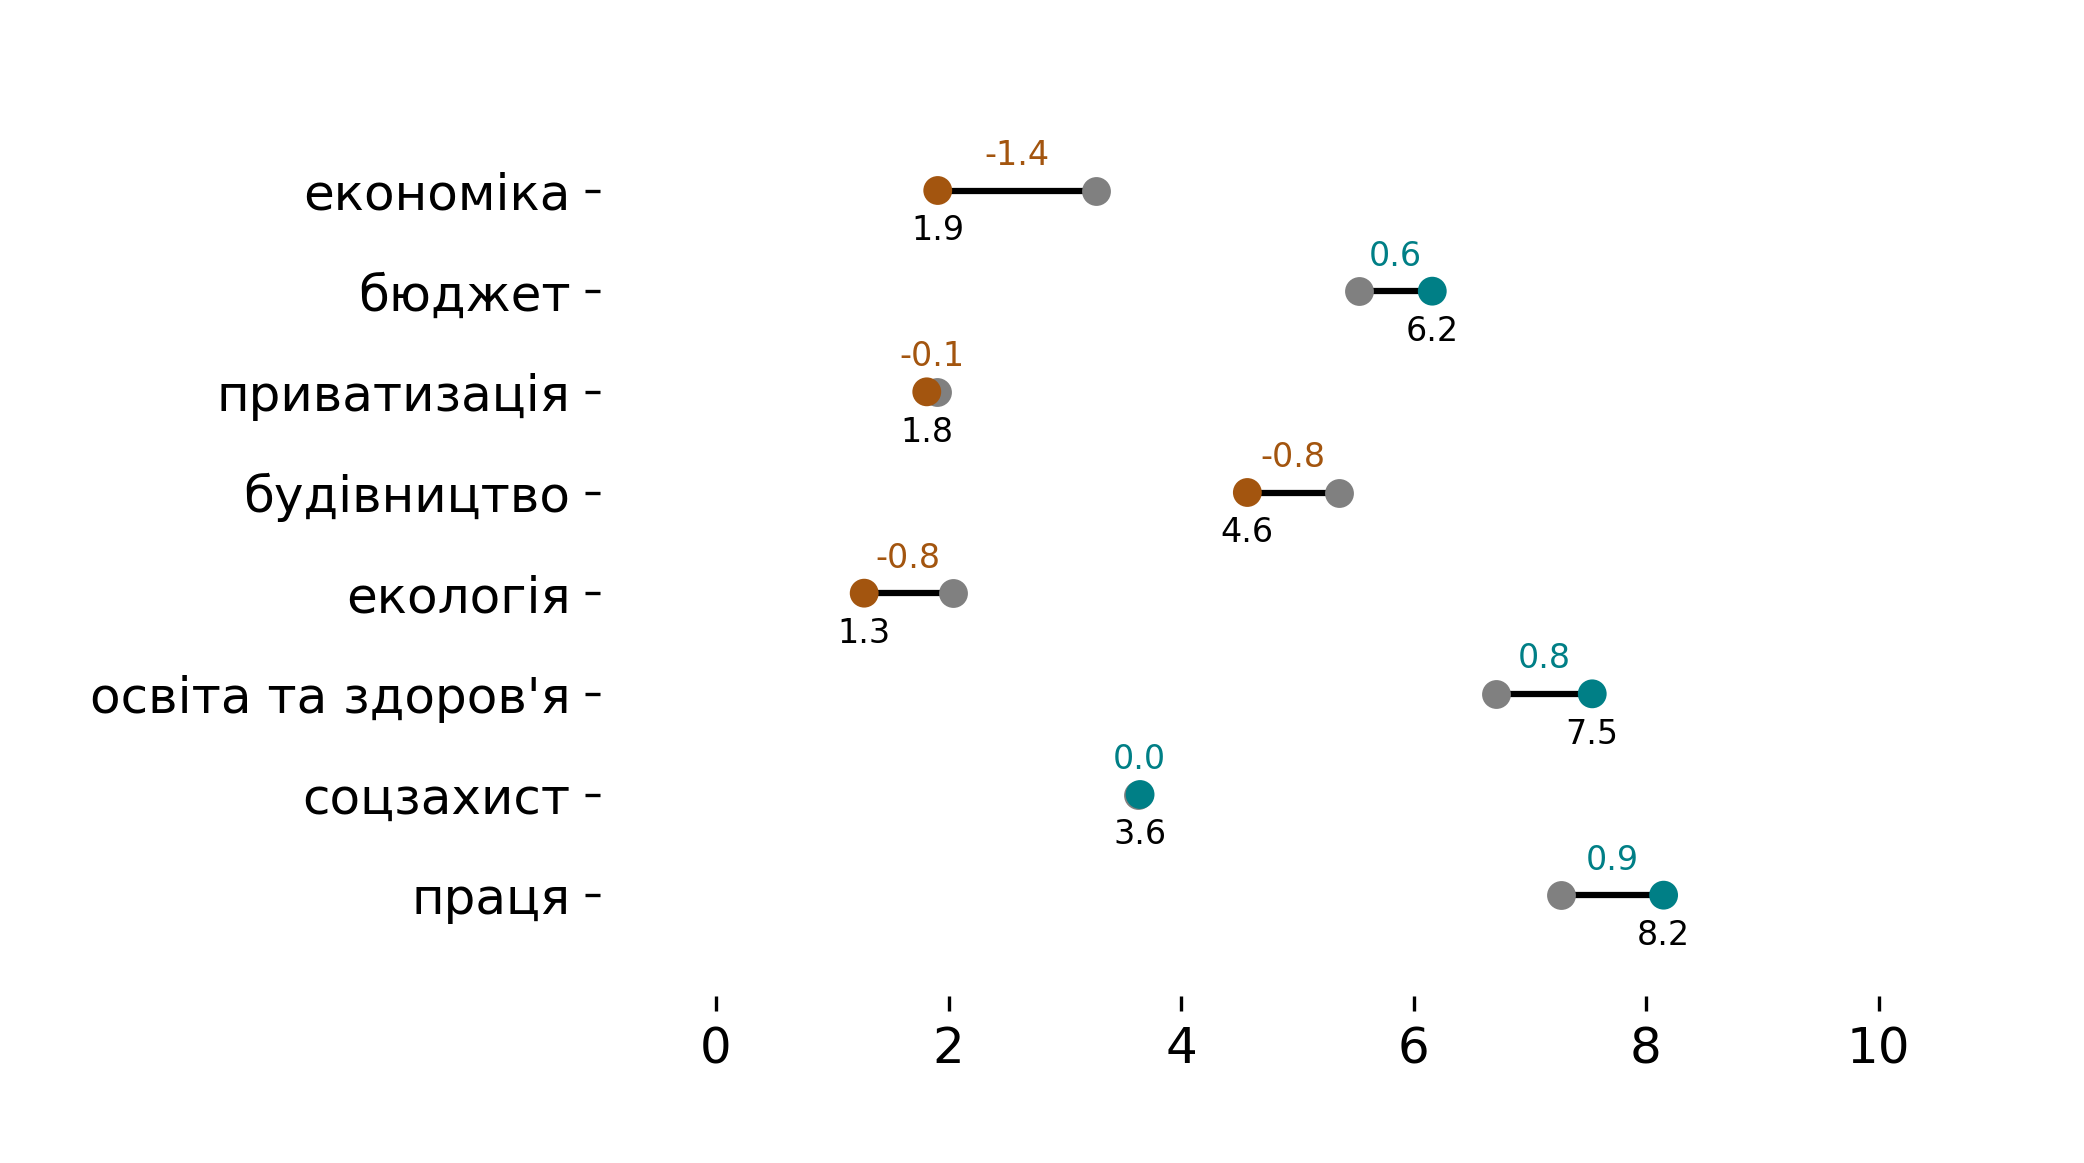 -1.4
економіка
1.9
0.6
бюджет
6.2
-0.1
приватизація
1.8
-0.8
будівництво
4.6
-0.8
екологія
1.3
0.8
освіта та здоров'я
7.5
0.0
соцзахист
3.6
0.9
праця
8.2
0 2 4 6 8 10